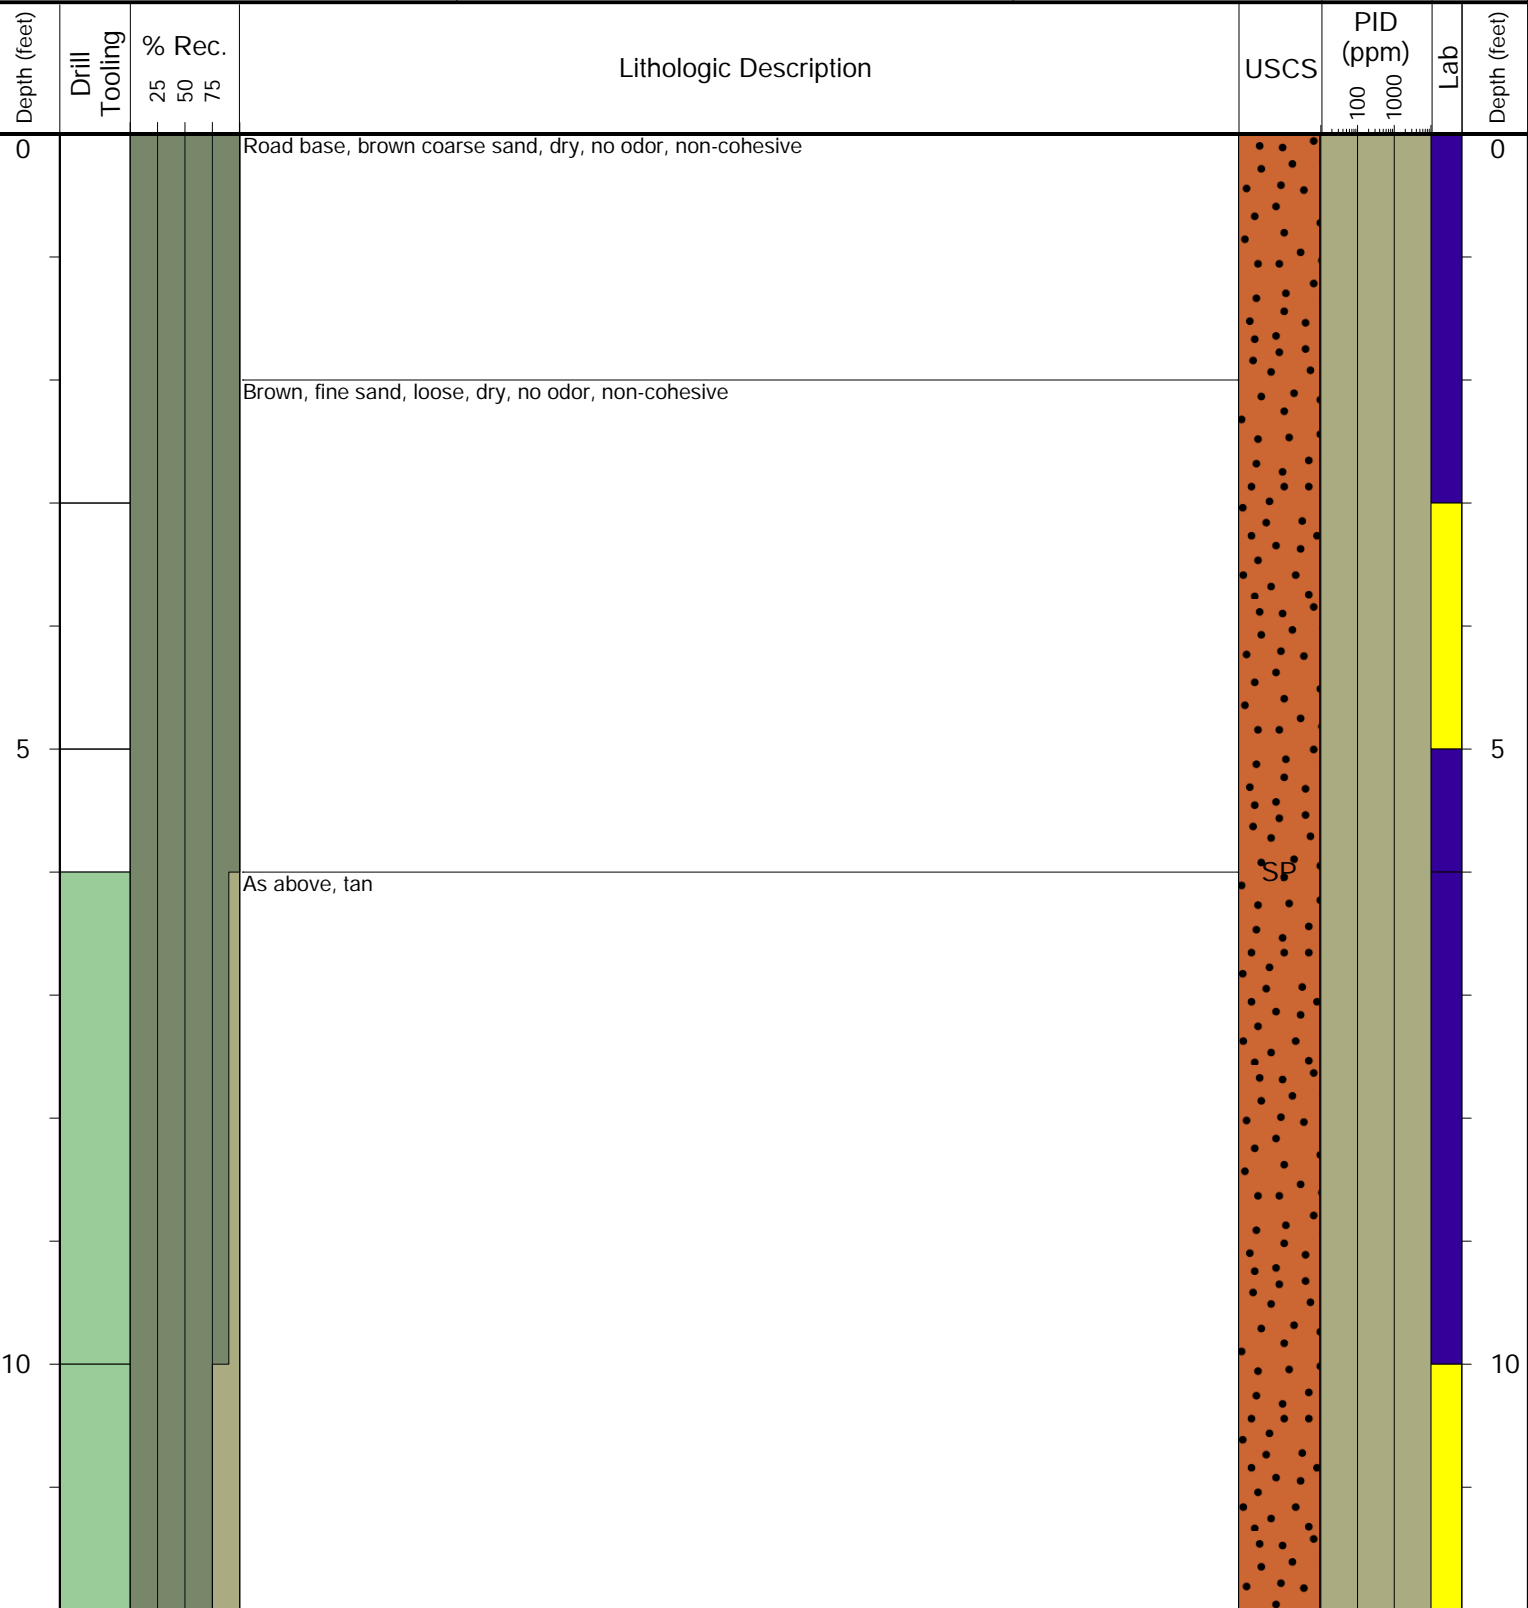 Depth (feet)
Drill
Tooling
% Rec.
25
50
75
Lithologic Description
USCS
PID
(ppm)
100
1000
Lab
Depth (feet)
0
Road base, brown coarse sand, dry, no odor, non-cohesive
0
Brown, fine sand, loose, dry, no odor, non-cohesive
5
5
SP
As above, tan
10
10